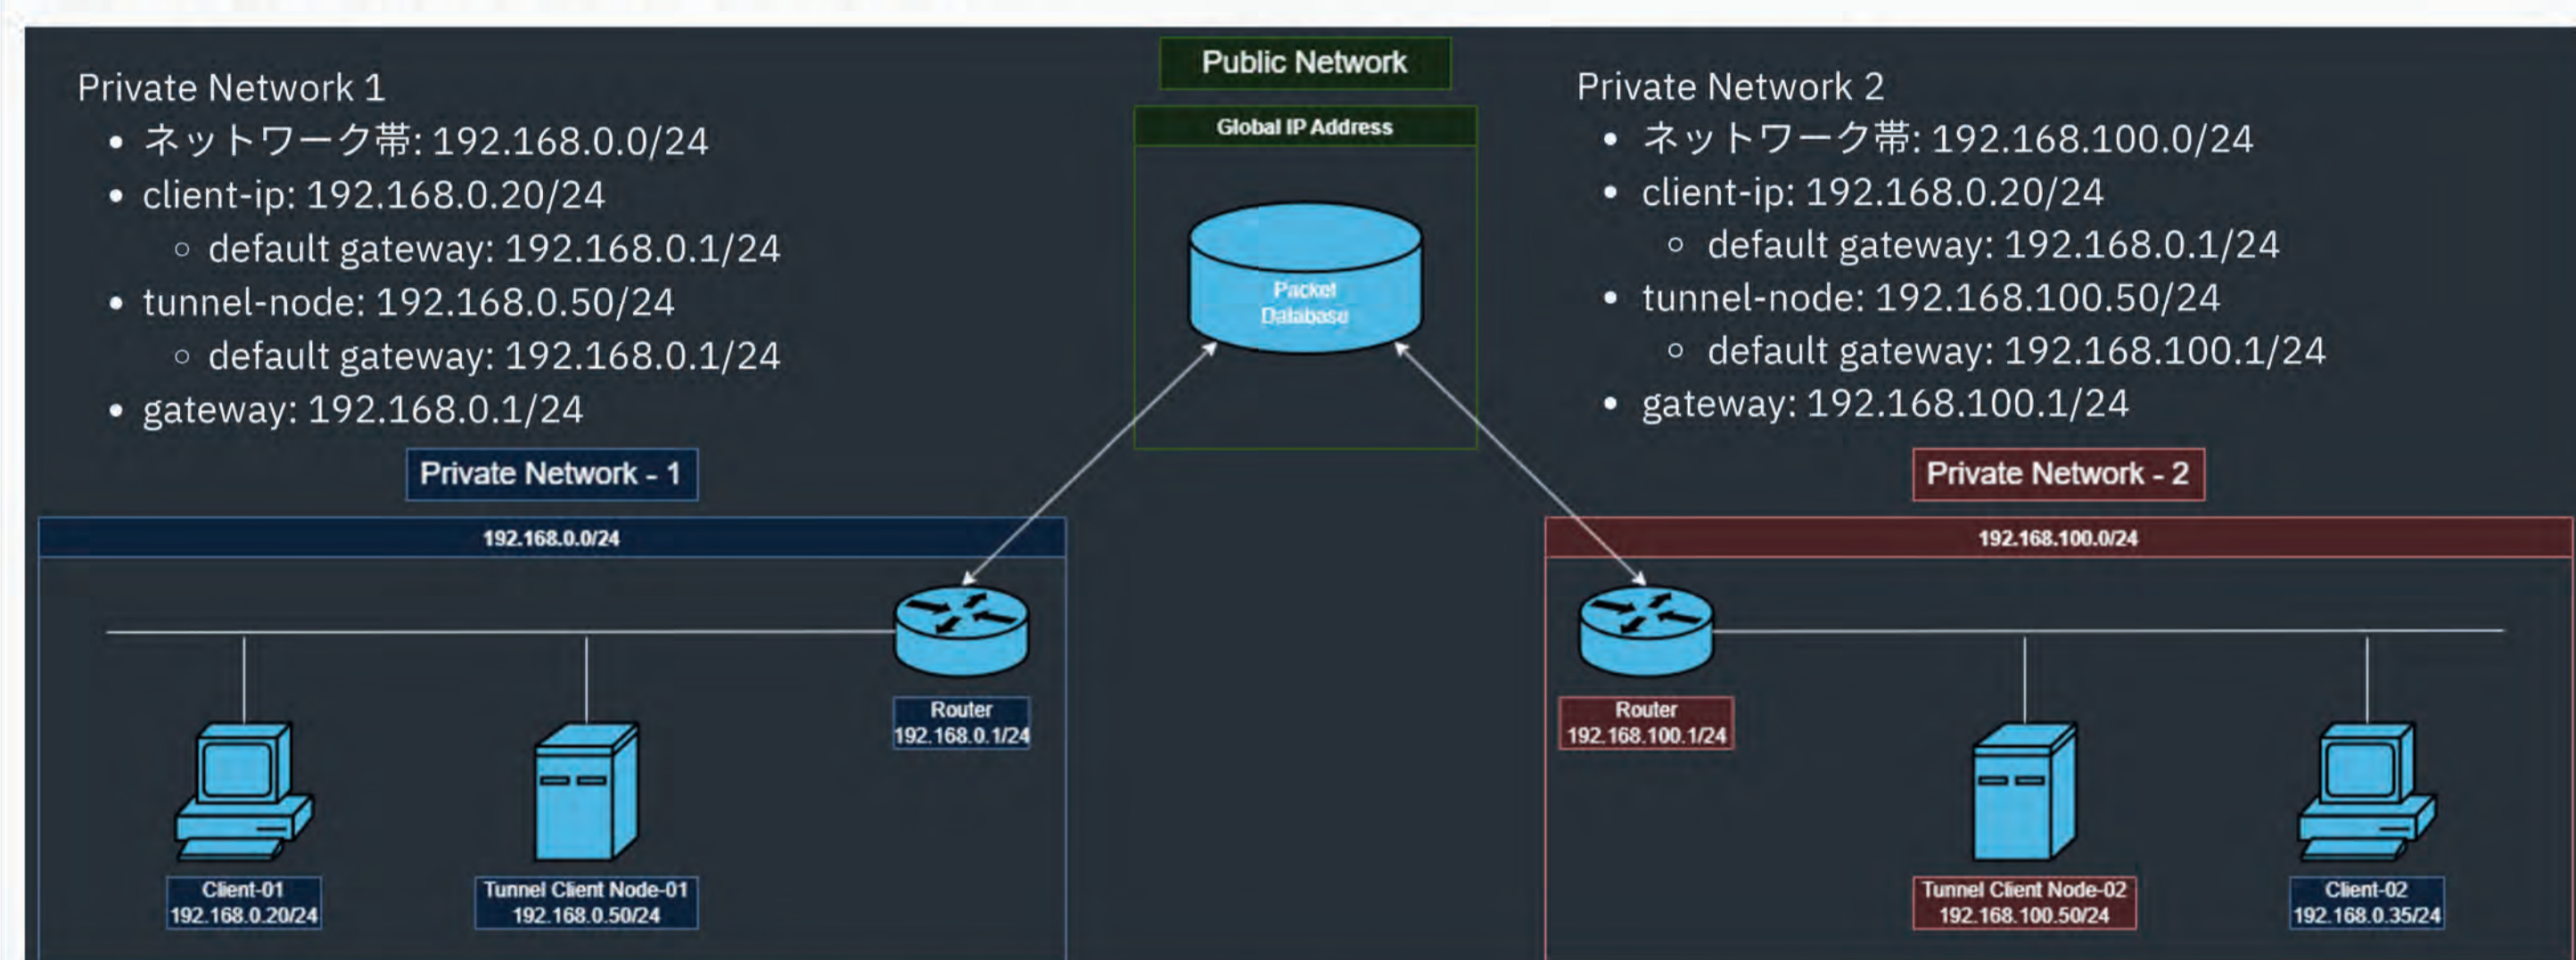 Private Network 1
• ネットワーク帯: 192.168.0.0/24
• client-ip: 192.168.0.20/24
○ default gateway: 192.168.0.1/24
• tunnel-node: 192.168.0.50/24
○ default gateway: 192.168.0.1/24
• gateway: 192.168.0.1/24
Public Network
Global IP Address
Packet
Database
Private Network 2
• ネットワーク帯: 192.168.100.0/24
• client-ip: 192.168.0.20/24
○ default gateway: 192.168.0.1/24
• tunnel-node: 192.168.100.50/24
○ default gateway: 192.168.100.1/24
• gateway: 192.168.100.1/24
Private Network - 1
192.168.0.0/24
Router
192.168.0.1/24
Client-01
192.168.0.20/24
Tunnel Client Node-01
192.168.0.50/24
Private Network - 2
192.168.100.0/24
Router
192.168.100.1/24
Tunnel Client Node-02
192.168.100.50/24
Client-02
192.168.0.35/24